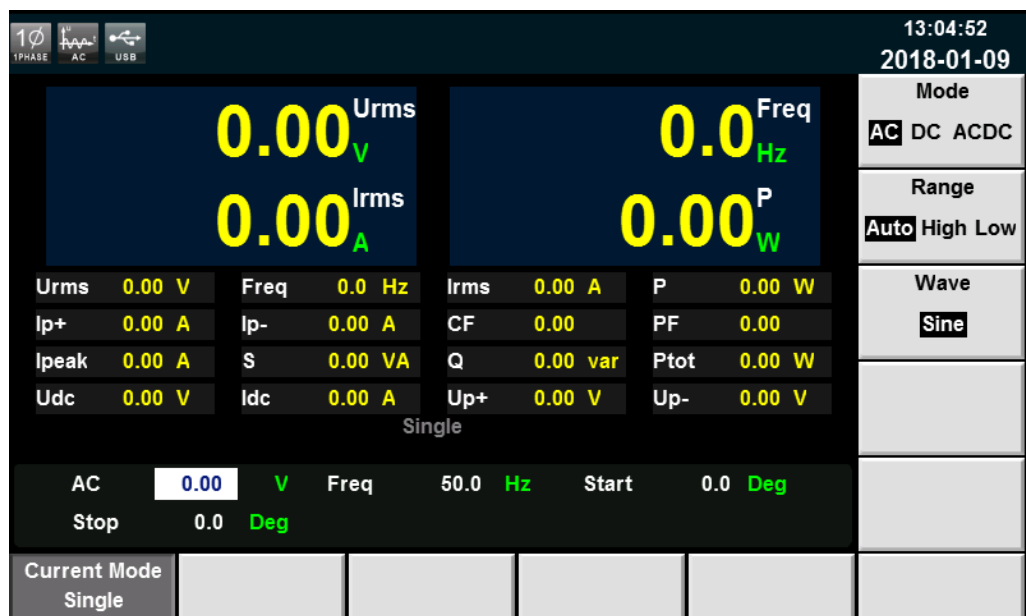 1Ø
1PHASE
U
t
AC
USB
13:04:52
2018-01-09
0.00 Urms V
0.0 Freq Hz
0.00 Irms A
0.00 P W
Urms 0.00 V Freq 0.0 Hz Irms 0.00 A P 0.00 W
Ip+ 0.00 A Ip- 0.00 A CF 0.00 PF 0.00
Ipeak 0.00 A S 0.00 VA Q 0.00 var Ptot 0.00 W
Udc 0.00 V Idc 0.00 A Up+ 0.00 V Up- 0.00 V
Single
AC 0.00 V Freq 50.0 Hz Start 0.0 Deg
Stop 0.0 Deg
Mode
AC DC ACDC
Range
Auto High Low
Wave
Sine
Current Mode
Single